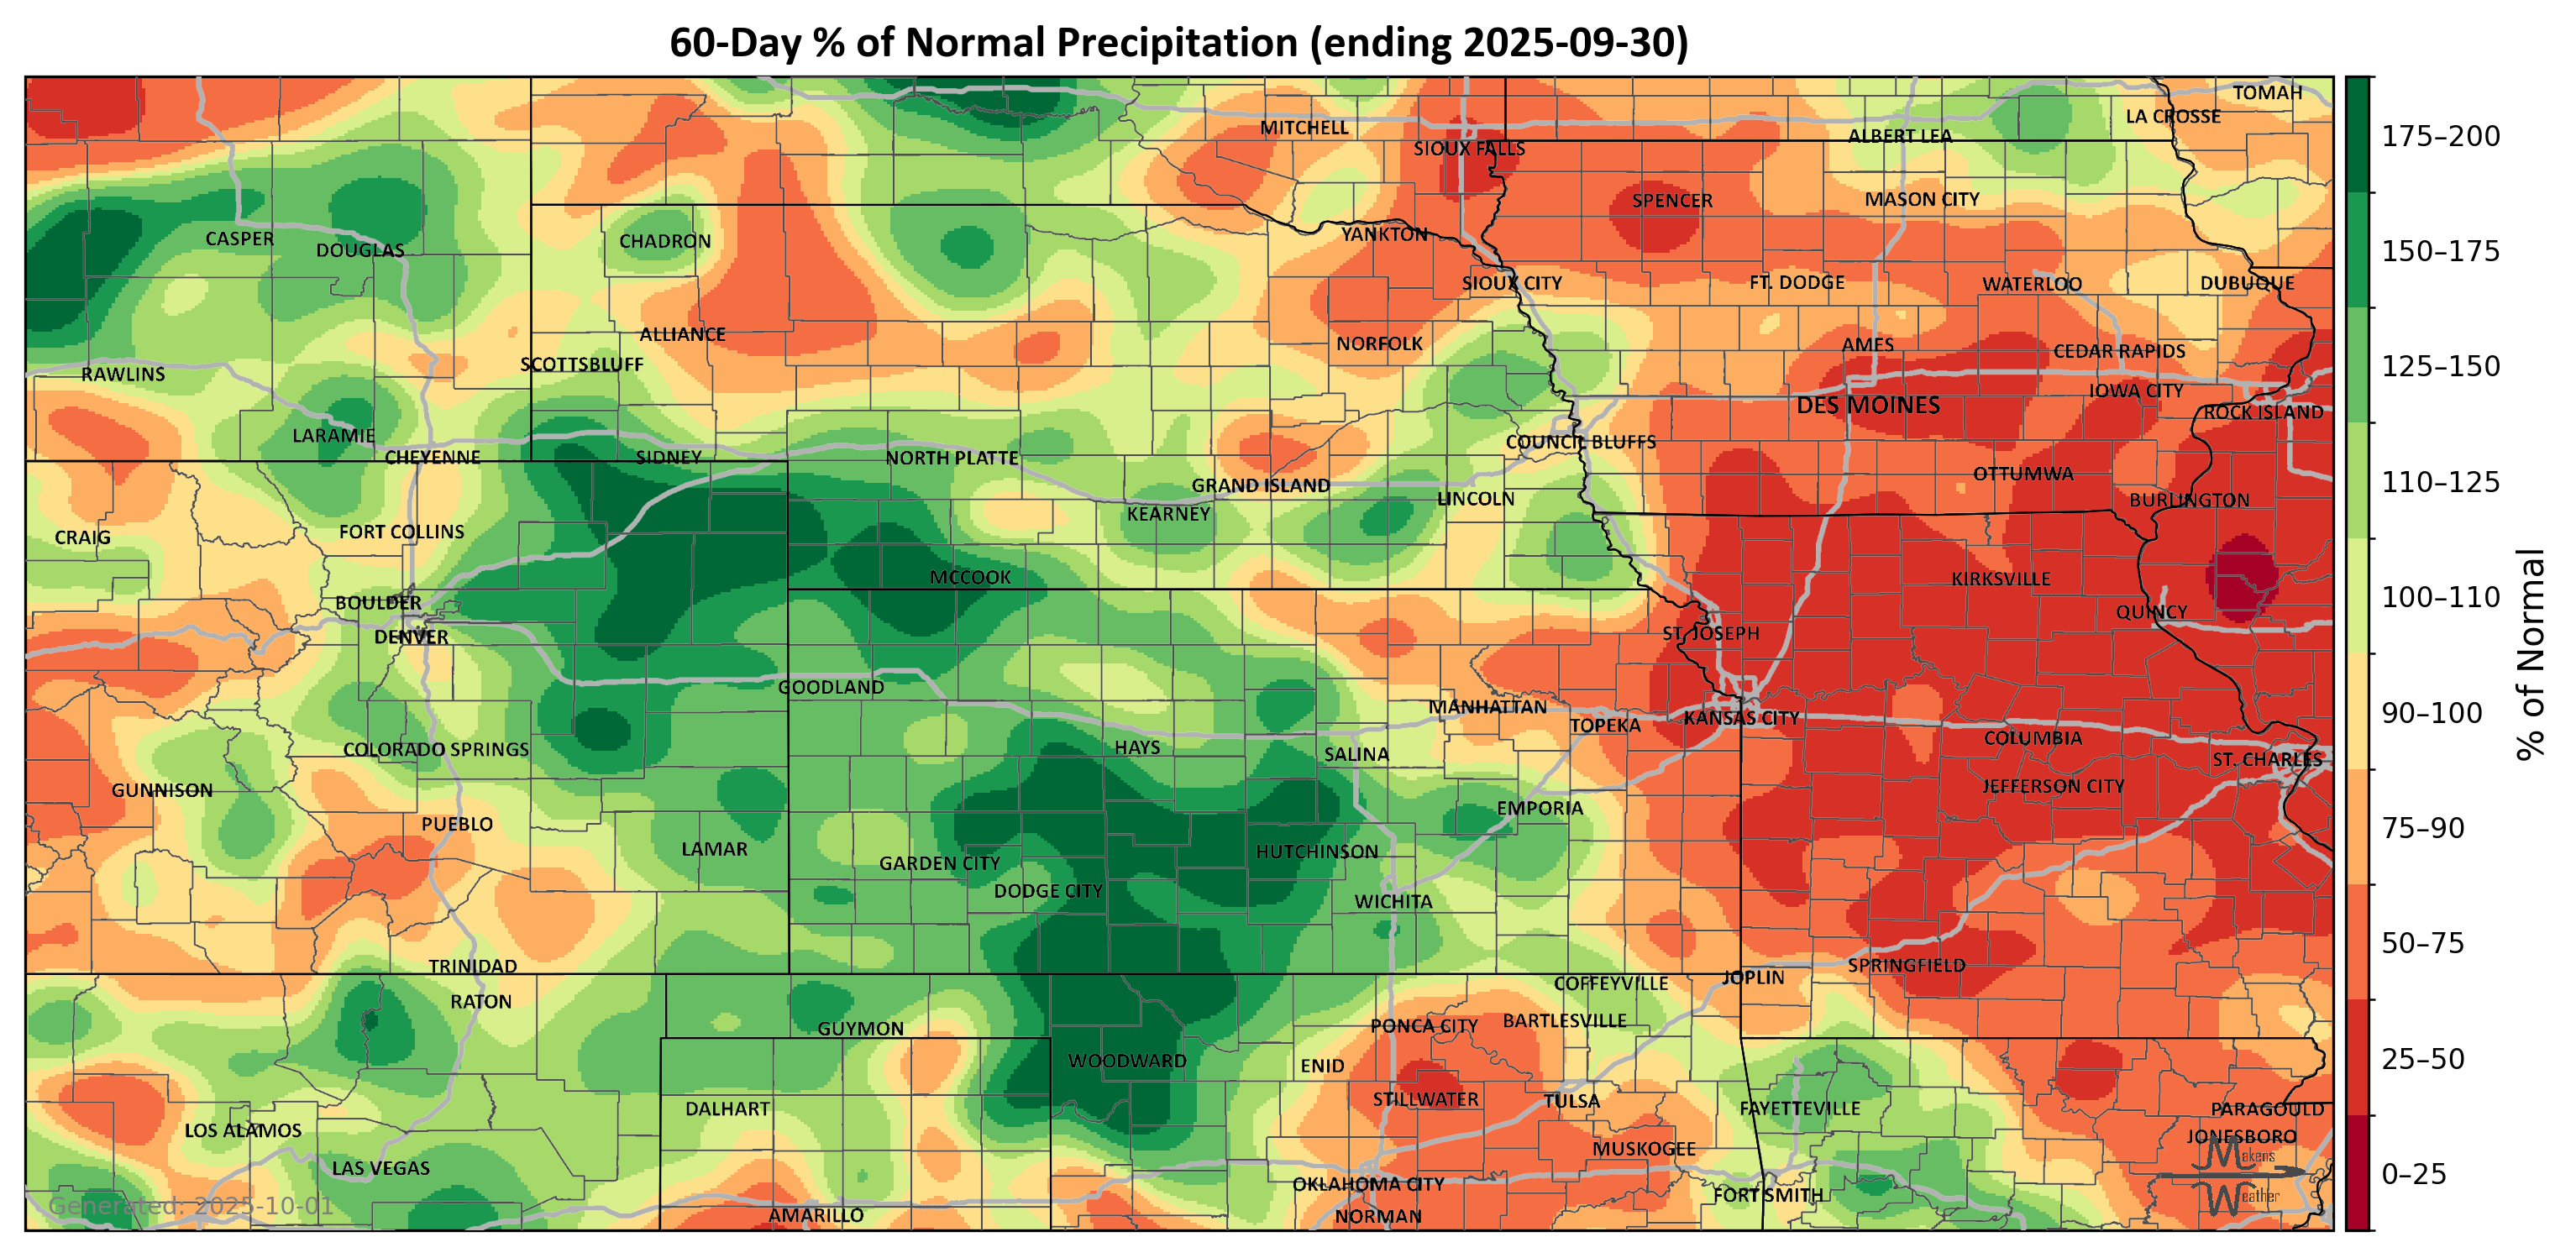 60-Day % of Normal Precipitation (ending 2025-09-30)
TOMAH
LA CROSSE
MITCHELL
ALBERT LEA
SIOUX FALLS
SPENCER
MASON CITY
CASPER
DOUGLAS
CHADRON
YANKTON
SIOUX CITY
FT. DODGE
WATERLOO
DUBUQUE
ALLIANCE
NORFOLK
AMES
CEDAR RAPIDS
SCOTTSBLUFF
RAWLINS
IOWA CITY
DES MOINES
ROCK ISLAND
LARAMIE
COUNCIL BLUFFS
CHEYENNE
SIDNEY
NORTH PLATTE
OTTUMWA
GRAND ISLAND
LINCOLN
BURLINGTON
KEARNEY
CRAIG
FORT COLLINS
MCCOOK
KIRKSVILLE
BOULDER
QUINCY
DENVER
ST. JOSEPH
GOODLAND
MANHATTAN
TOPEKA
KANSAS CITY
COLUMBIA
COLORADO SPRINGS
HAYS
SALINA
ST. CHARLES
GUNNISON
JEFFERSON CITY
EMPORIA
PUEBLO
LAMAR
GARDEN CITY
HUTCHINSON
DODGE CITY
WICHITA
TRINIDAD
SPRINGFIELD
JOPLIN
COFFEYVILLE
RATON
GUYMON
PONCA CITY
BARTLESVILLE
WOODWARD
ENID
STILLWATER
TULSA
DALHART
FAYETTEVILLE
PARAGOULD
LOS ALAMOS
JONESBORO
MUSKOGEE
LAS VEGAS
OKLAHOMA CITY
FORT SMITH
AMARILLO
NORMAN
Makens
Weather
Generated: 2025-10-01
175–200
150–175
125–150
110–125
100–110
90–100
75–90
50–75
25–50
0–25
% of Normal